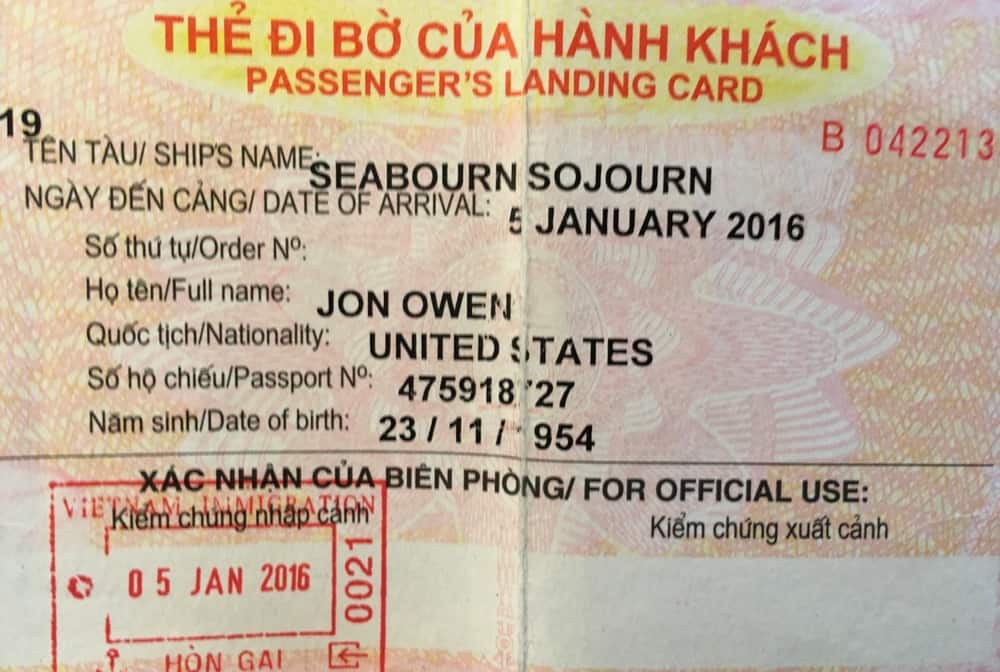 THẺ ĐI BỜ CỦA HÀNH KHÁCH
PASSENGER'S LANDING CARD
19
B 042213
TÊN TÀU/ SHIP'S NAME: SEABOURN SOJOURN
NGÀY ĐẾN CẢNG/ DATE OF ARRIVAL: 5 JANUARY 2016
Số thứ tự/Order Nº:
Họ tên/Full name: JON OWEN
Quốc tịch/Nationality: UNITED STATES
Số hộ chiếu/Passport Nº: 475918 27
Năm sinh/Date of birth: 23 / 11 / 1954
XÁC NHẬN CỦA BIÊN PHÒNG/ FOR OFFICIAL USE:
Kiểm chứng nhập cảnh
Kiểm chứng xuất cảnh
VIETNAM IMMIGRATION
05 JAN 2016
0021
HÒN GAI